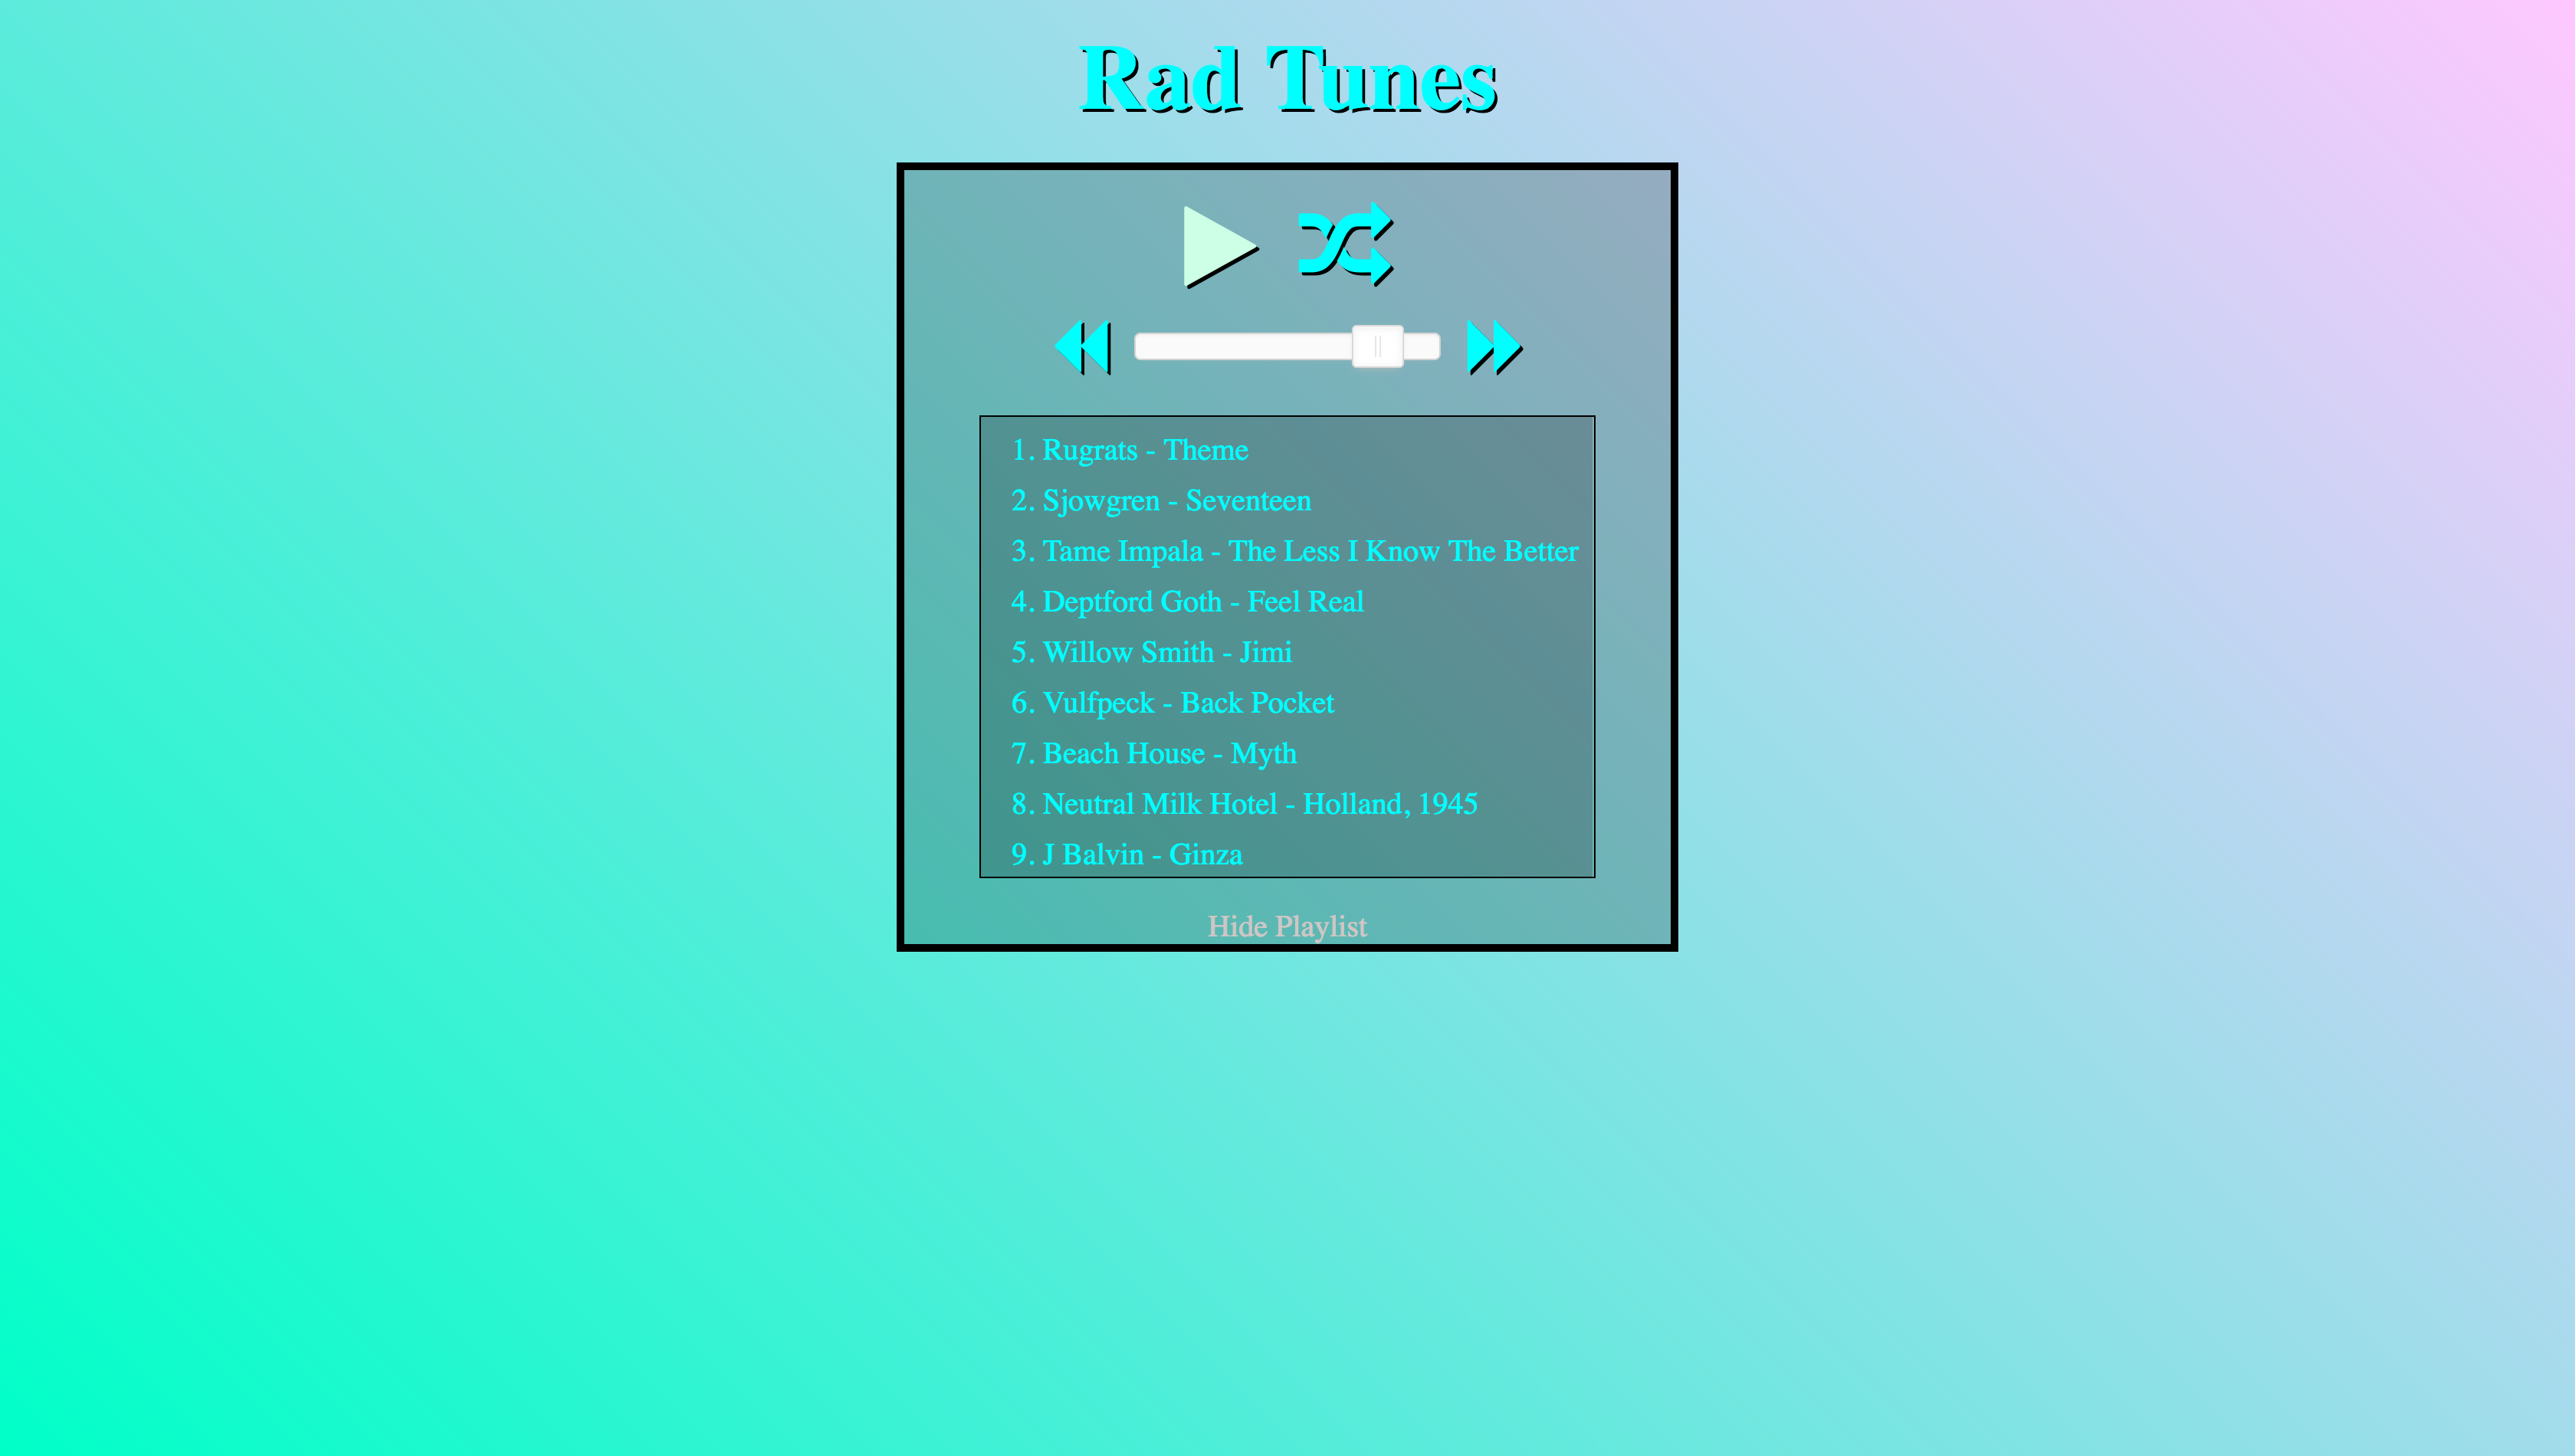 Rad Tunes
1. Rugrats - Theme
2. Sjowgren - Seventeen
3. Tame Impala - The Less I Know The Better
4. Deptford Goth - Feel Real
5. Willow Smith - Jimi
6. Vulfpeck - Back Pocket
7. Beach House - Myth
8. Neutral Milk Hotel - Holland, 1945
9. J Balvin - Ginza
Hide Playlist